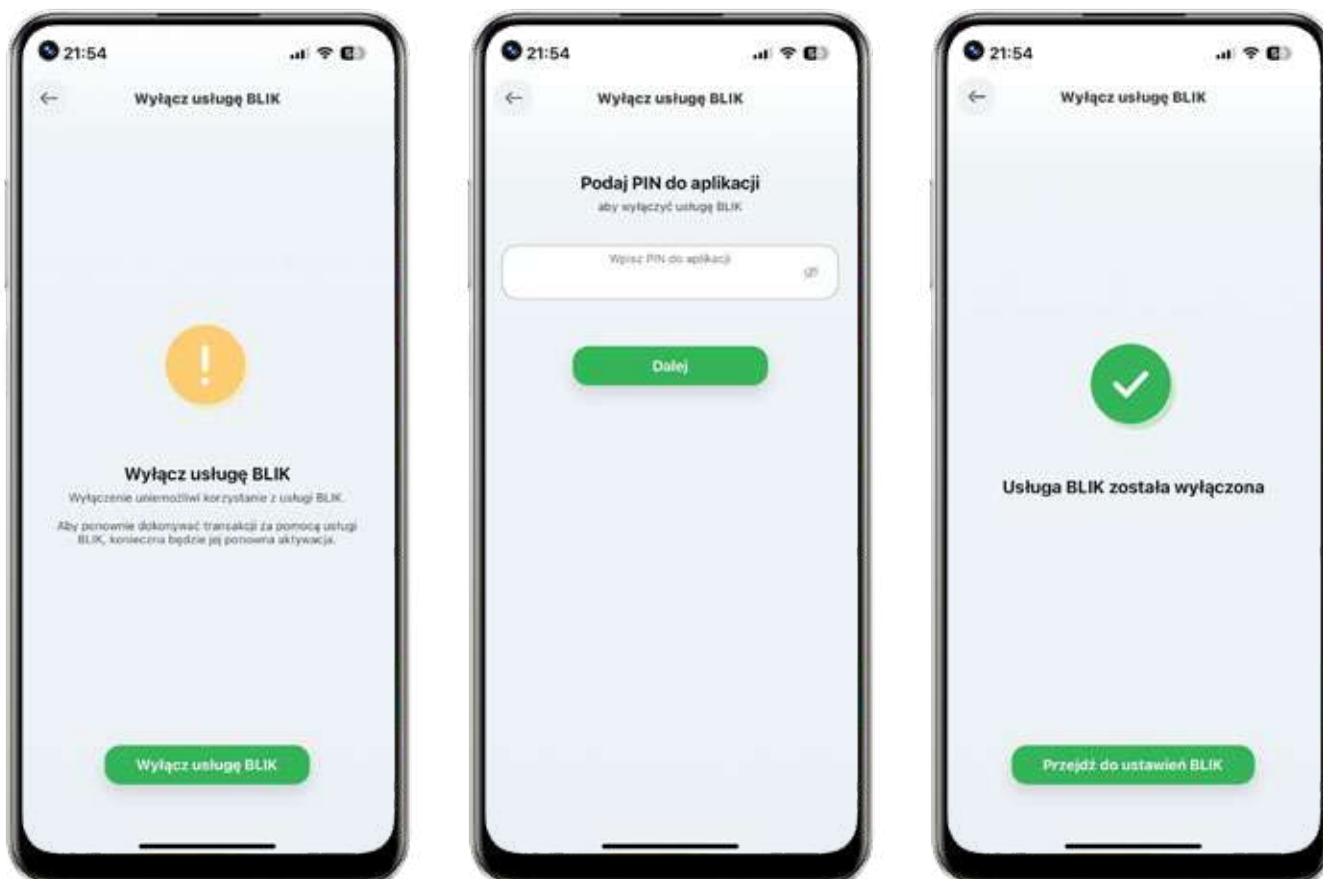 21:54
Wyłącz usługę BLIK
Wyłącz usługę BLIK
Wyłączenie uniemożliwi korzystanie z usługi BLIK.
Aby ponownie dokonywać transakcji za pomocą usługi
BLIK, konieczna będzie jej ponowna aktywacja.
Wyłącz usługę BLIK
21:54
Wyłącz usługę BLIK
Podaj PIN do aplikacji
aby wyłączyć usługę BLIK
Wpisz PIN do aplikacji
Dalej
21:54
Wyłącz usługę BLIK
Usługa BLIK została wyłączona
Przejdź do ustawień BLIK